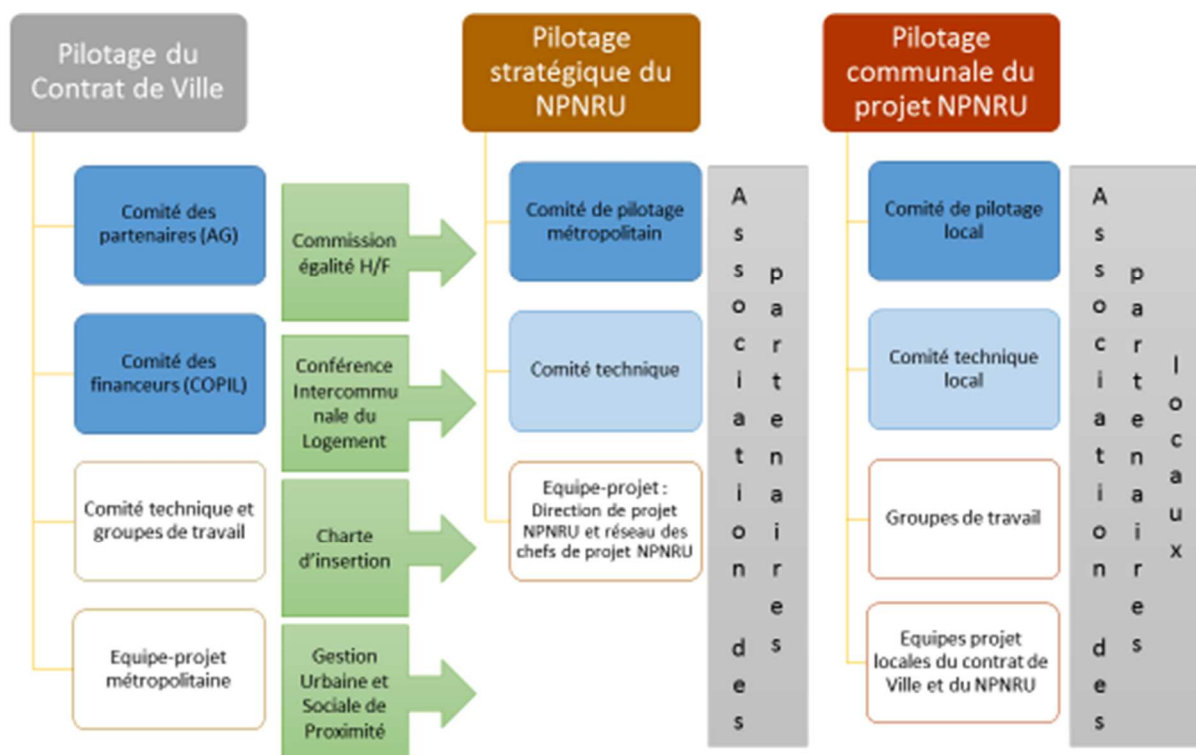 Pilotage du
Contrat de Ville
Comité des
partenaires (AG)
Comité des
financeurs (COPIL)
Comité technique et
groupes de travail
Equipe-projet
métropolitaine
Commission
égalité H/F
Conférence
Intercommu
nale du
Logement
Charte
d'insertion
Gestion
Urbaine et
Sociale de
Proximité
Pilotage
stratégique du
NPNRU
Comité de pilotage
métropolitain
Comité technique
Equipe-projet :
Direction de projet
NPNRU et réseau des
chefs de projet NPNRU
Association des
partenaires
Pilotage
communale du
projet NPNRU
Comité de pilotage
local
Comité technique
local
Groupes de travail
Equipes projet
locales du contrat de
Ville et du NPNRU
Association des
partenaires
locaux